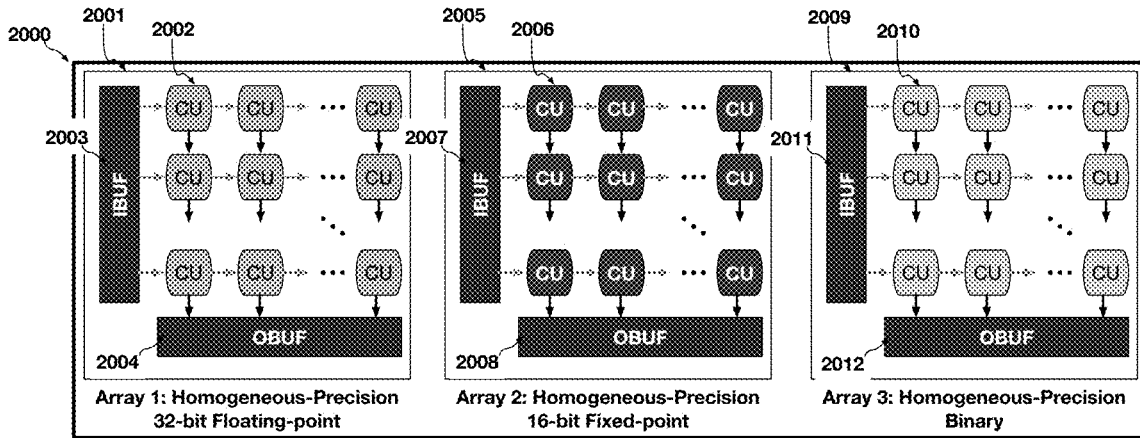 2001 2002 2005 2006 2009 2010
2000
CU CU ••• CU CU CU ••• CU CU CU ••• CU
2003 2007 2011
IBUF IBUF IBUF
CU CU ••• CU CU CU ••• CU CU CU ••• CU
CU CU ••• CU CU CU ••• CU CU CU ••• CU
OBUF OBUF OBUF
2004 2008 2012
Array 1: Homogeneous-Precision Array 2: Homogeneous-Precision Array 3: Homogeneous-Precision
32-bit Floating-point 16-bit Fixed-point Binary